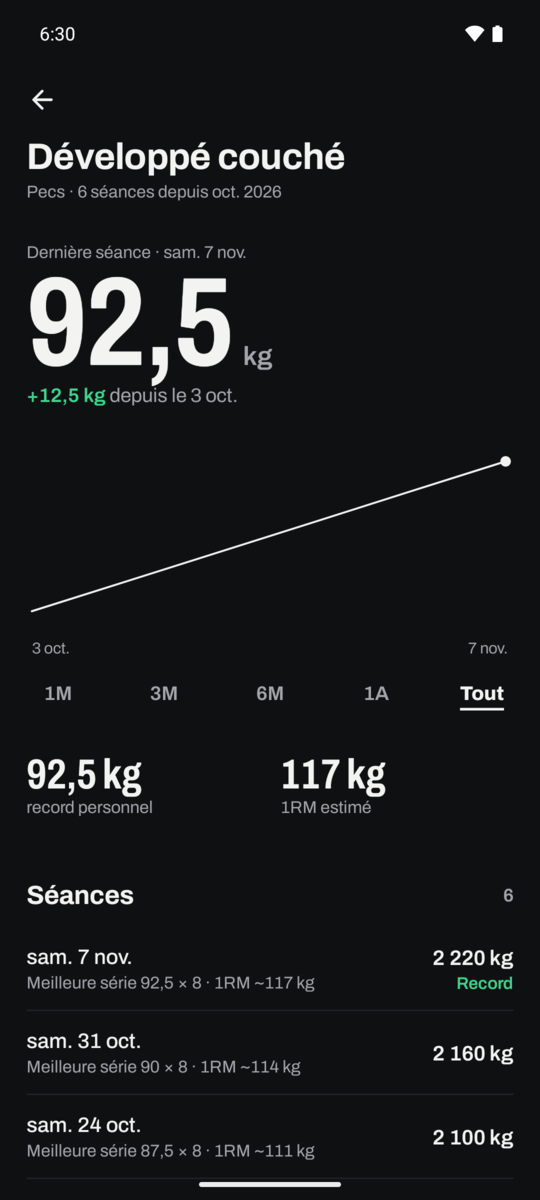 6:30
Développé couché
Pecs · 6 séances depuis oct. 2026
Dernière séance · sam. 7 nov.
92,5 kg
+12,5 kg depuis le 3 oct.
3 oct. 7 nov.
1M 3M 6M 1A Tout
92,5 kg 117 kg
record personnel 1RM estimé
Séances 6
sam. 7 nov. 2 220 kg
Meilleure série 92,5 × 8 · 1RM ~117 kg Record
sam. 31 oct. 2 160 kg
Meilleure série 90 × 8 · 1RM ~114 kg
sam. 24 oct. 2 100 kg
Meilleure série 87,5 × 8 · 1RM ~111 kg